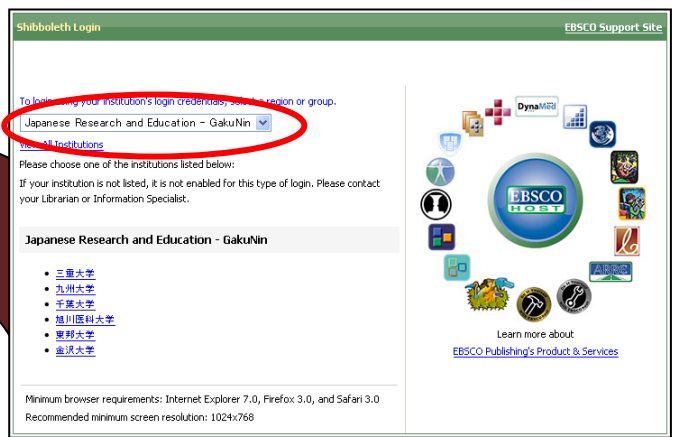 Shibboleth Login
EBSCO Support Site
To login using your institution's login credentials, select a region or group.
Japanese Research and Education - GakuNin
View All Institutions
Please choose one of the institutions listed below:
If your institution is not listed, it is not enabled for this type of login. Please contact
your Librarian or Information Specialist.
Japanese Research and Education - GakuNin
三重大学
九州大学
千葉大学
旭川医科大学
東邦大学
金沢大学
DynaMed
EBSCO
HOST
Learn more about
EBSCO Publishing's Product & Services
Minimum browser requirements: Internet Explorer 7.0, Firefox 3.0, and Safari 3.0
Recommended minimum screen resolution: 1024x768